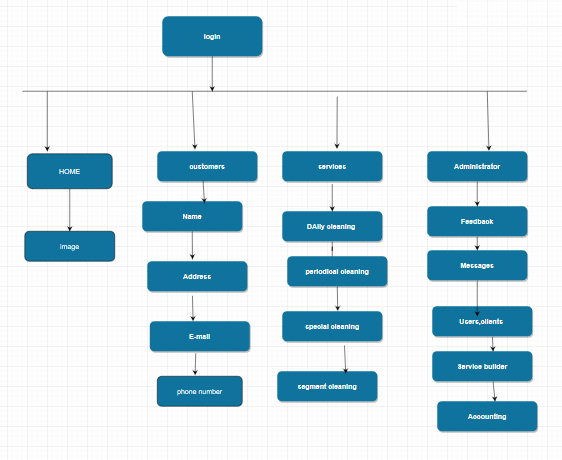 login
HOME
customers
services
Administrator
Name
DAily cleaning
Feedback
image
Address
periodical cleaning
Messages
E-mail
special cleaning
Users,clients
phone number
segment cleaning
Service builder
Accounting